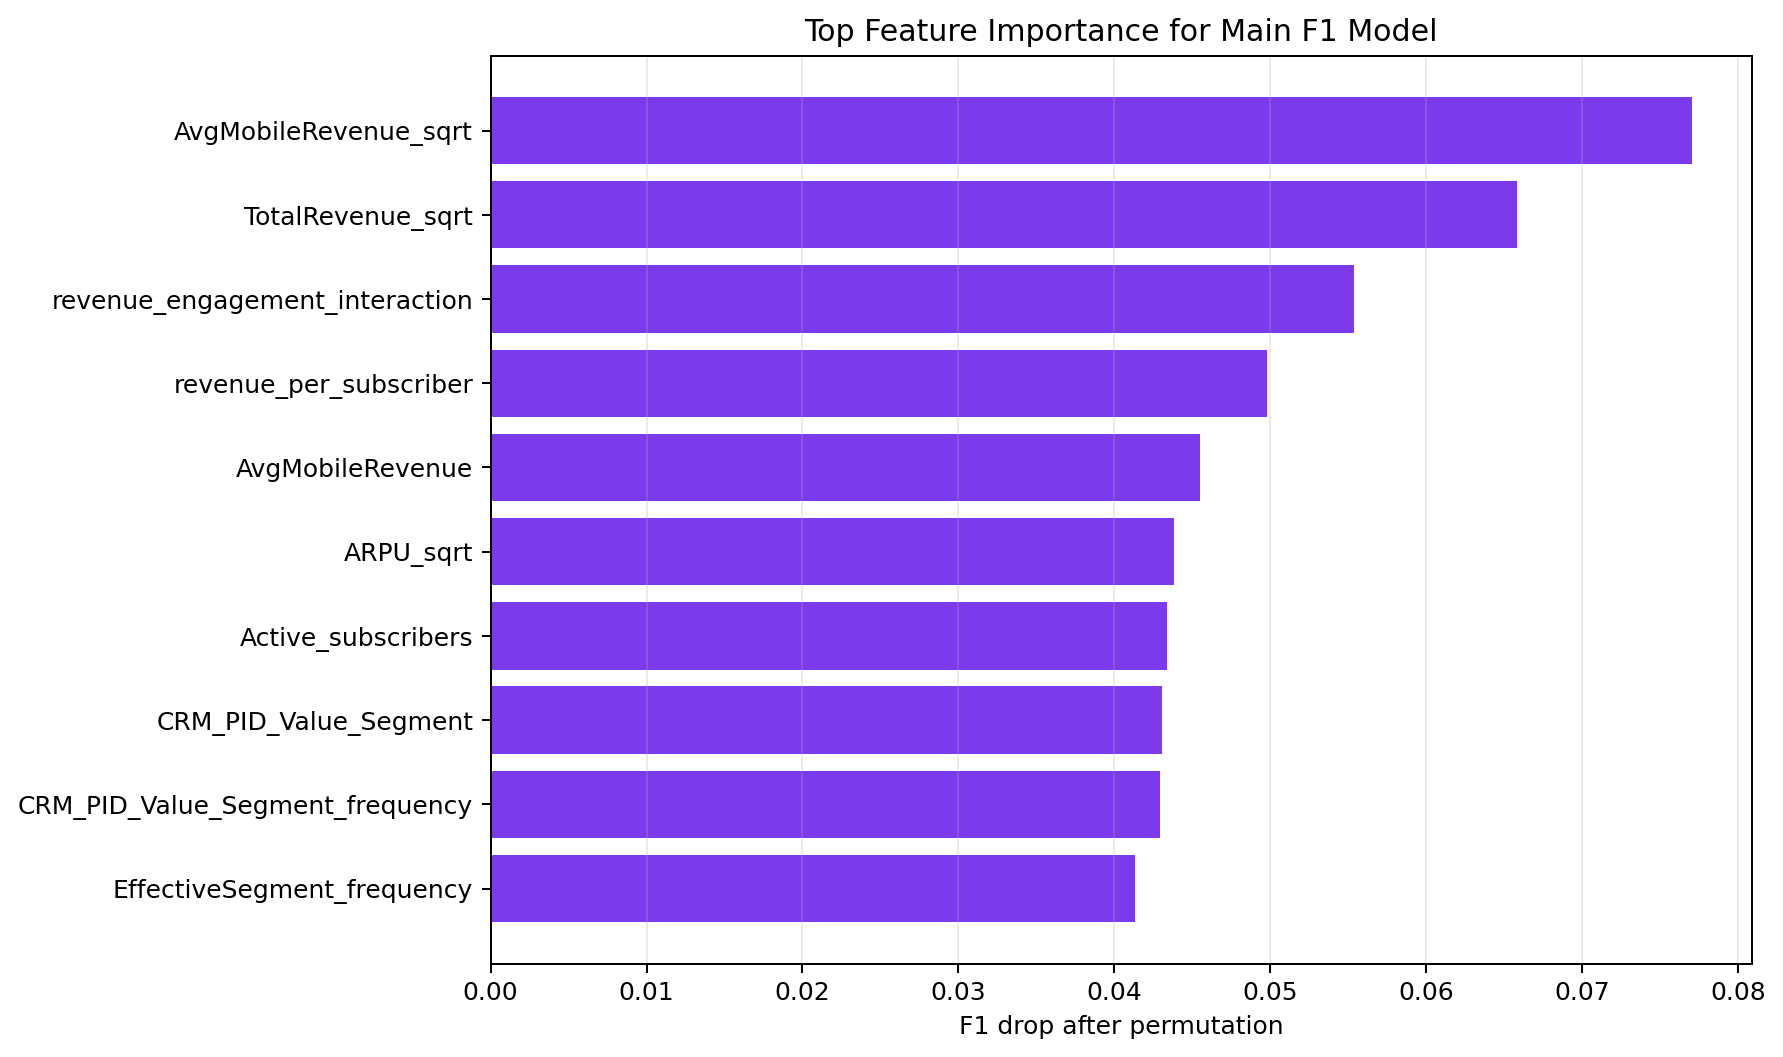 Top Feature Importance for Main F1 Model
AvgMobileRevenue_sqrt
TotalRevenue_sqrt
revenue_engagement_interaction
revenue_per_subscriber
AvgMobileRevenue
ARPU_sqrt
Active_subscribers
CRM_PID_Value_Segment
CRM_PID_Value_Segment_frequency
EffectiveSegment_frequency
0.00 0.01 0.02 0.03 0.04 0.05 0.06 0.07 0.08
F1 drop after permutation